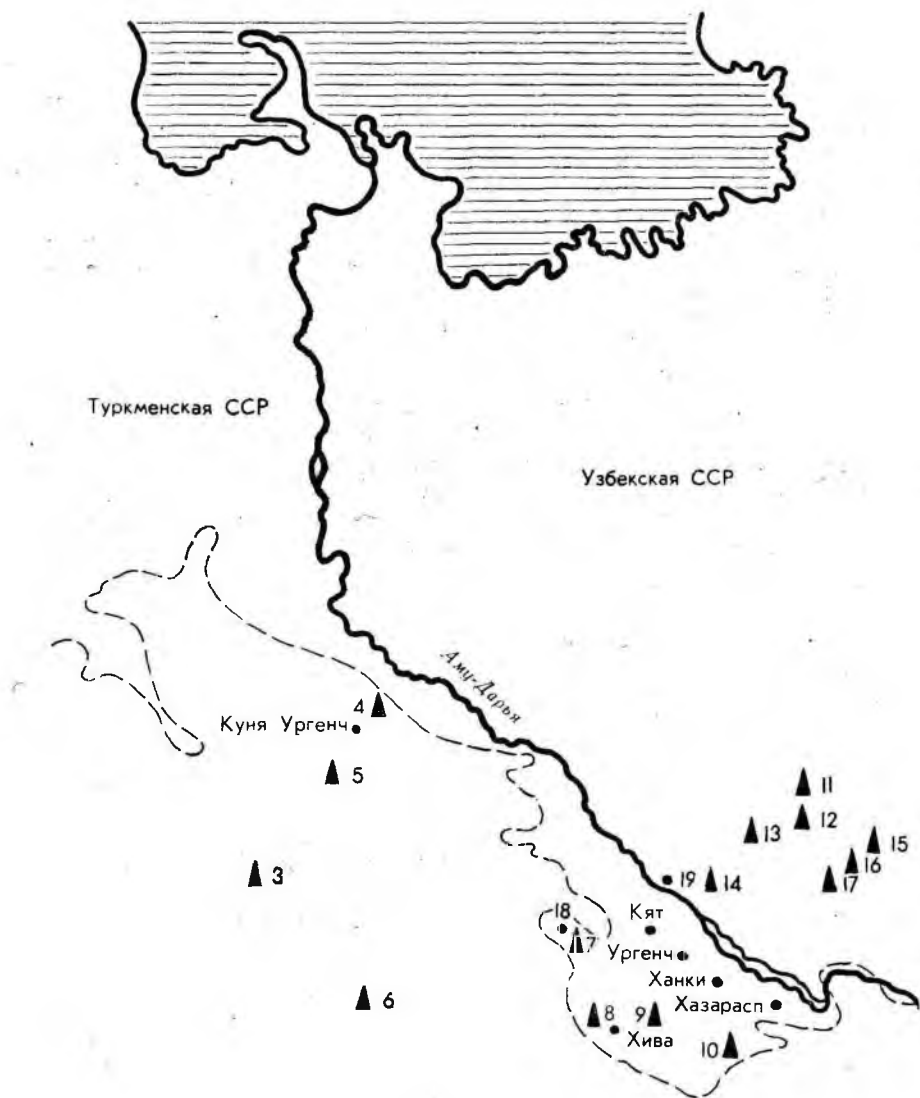 Туркменская ССР
Узбекская ССР
Аму-Дарья
4
Куня Ургенч
5
11
12
13
15
16
3
19
14
17
18
Кят
7
Ургенч
Ханки
6
Хазарасп
8
9
Хива
10